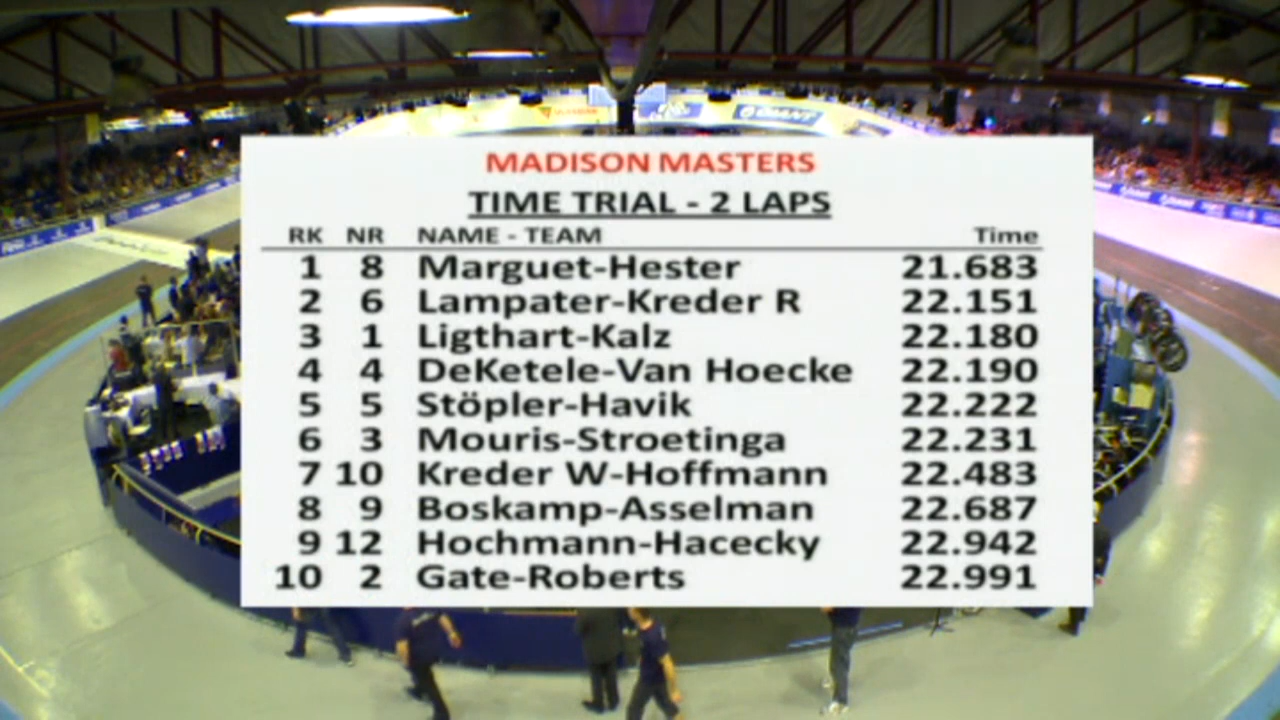 GIANT
MADISON MASTERS
TIME TRIAL - 2 LAPS
RK NR NAME - TEAM Time
1 8 Marguet-Hester 21.683
2 6 Lampater-Kreder R 22.151
3 1 Ligthart-Kalz 22.180
4 4 DeKetele-Van Hoecke 22.190
5 5 Stöpler-Havik 22.222
6 3 Mouris-Stroetinga 22.231
7 10 Kreder W-Hoffmann 22.483
8 9 Boskamp-Asselman 22.687
9 12 Hochmann-Hacecky 22.942
10 2 Gate-Roberts 22.991